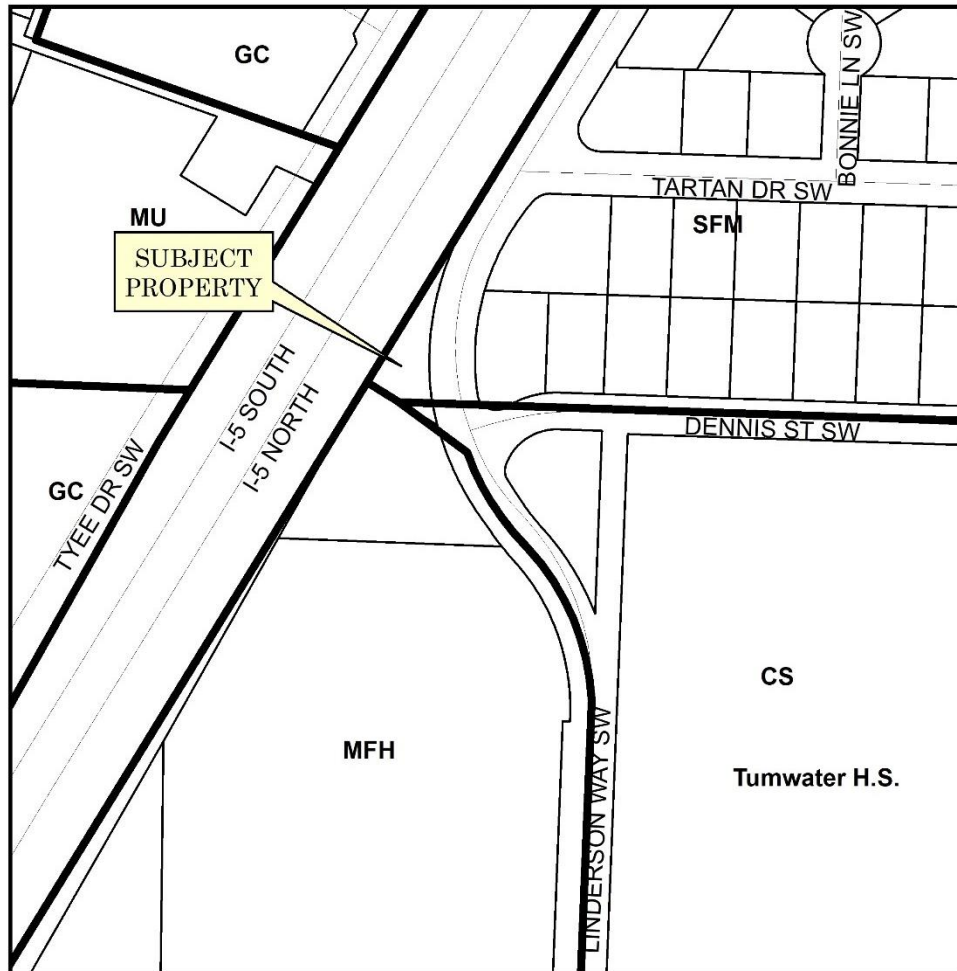 GC
BONNIE LN SW
TARTAN DR SW
MU
SFM
SUBJECT
PROPERTY
I-5 SOUTH
I-5 NORTH
DENNIS ST SW
GC
TYEE DR SW
CS
MFH
Tumwater H.S.
LINDERSON WAY SW